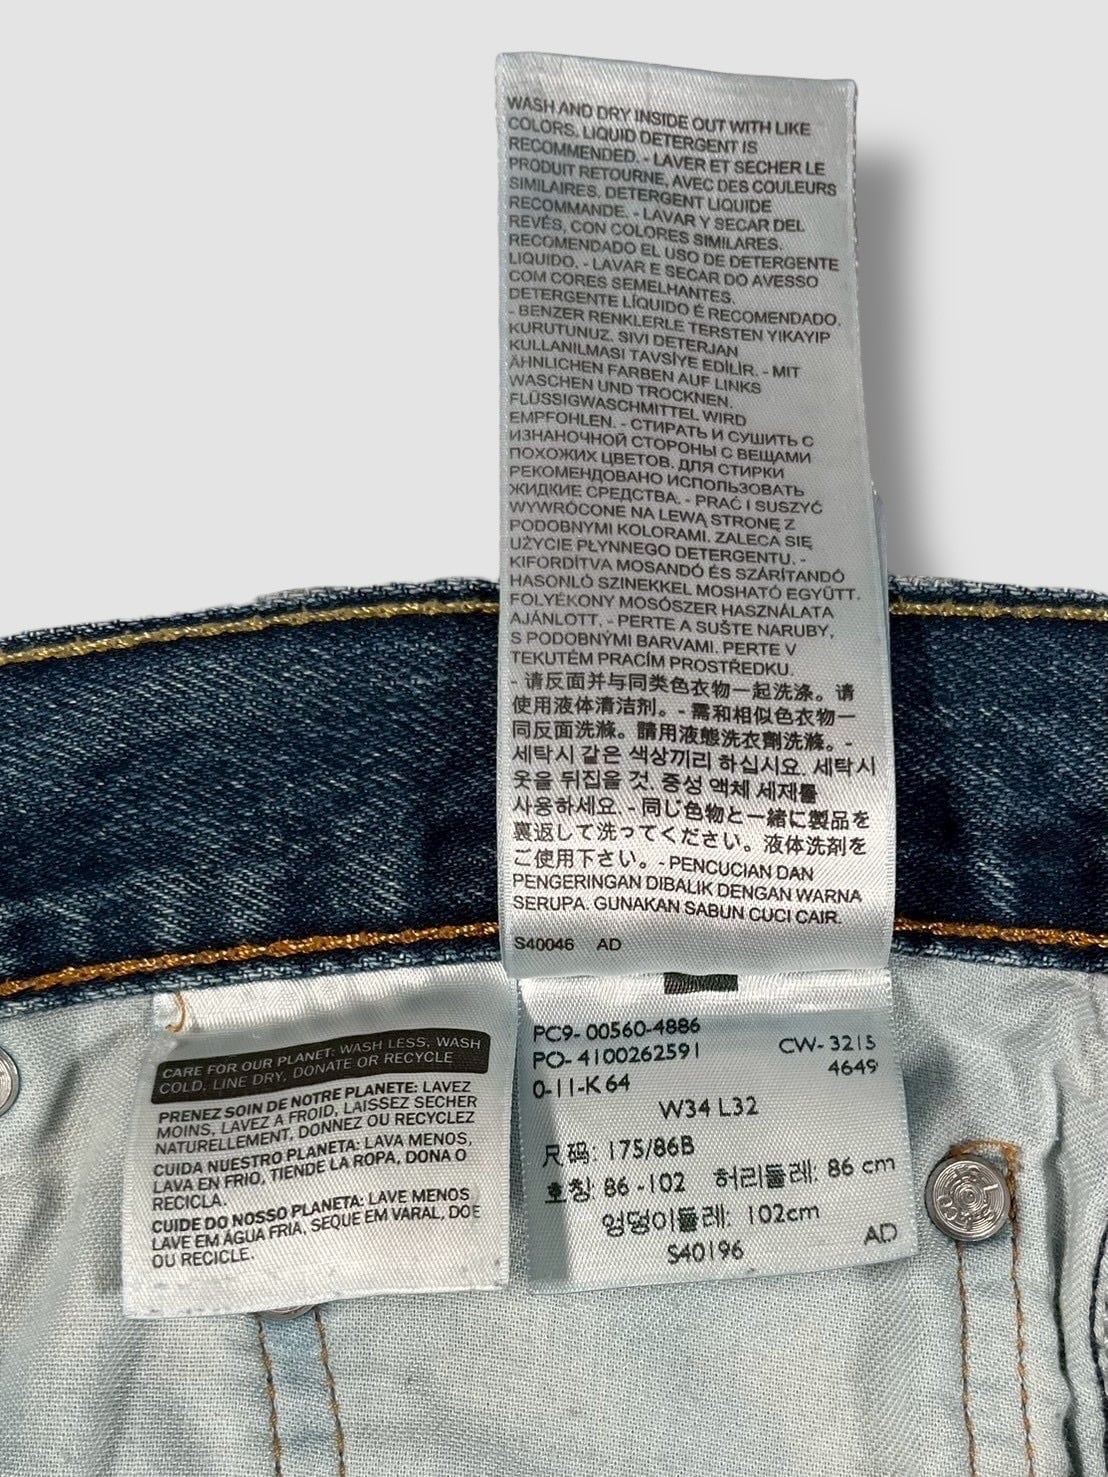 WASH AND DRY INSIDE OUT WITH LIKE
COLORS. LIQUID DETERGENT IS
RECOMMENDED. - LAVER ET SECHER LE
PRODUIT RETOURNE, AVEC DES COULEURS
SIMILAIRES. DETERGENT LIQUIDE
RECOMMANDE. - LAVAR Y SECAR DEL
REVÉS, CON COLORES SIMILARES.
RECOMENDADO EL USO DE DETERGENTE
LIQUIDO. - LAVAR E SECAR DO AVESSO
COM CORES SEMELHANTES.
DETERGENTE LÍQUIDO É RECOMENDADO.
- BENZER RENKLERLE TERSTEN YIKAYIP
KURUTUNUZ. SIVI DETERJAN
KULLANILMASI TAVSİYE EDİLİR. - MIT
ÄHNLICHEN FARBEN AUF LINKS
WASCHEN UND TROCKNEN.
FLÜSSIGWASCHMITTEL WIRD
EMPFOHLEN. - СТИРАТЬ И СУШИТЬ С
ИЗНАНОЧНОЙ СТОРОНЫ С ВЕЩАМИ
ПОХОЖИХ ЦВЕТОВ. ДЛЯ СТИРКИ
РЕКОМЕНДОВАНО ИСПОЛЬЗОВАТЬ
ЖИДКИЕ СРЕДСТВА. - PRAĆ I SUSZYĆ
WYWRÓCONE NA LEWĄ STRONĘ Z
PODOBNYMI KOLORAMI. ZALECA SIĘ
UŻYCIE PŁYNNEGO DETERGENTU. -
KIFORDÍTVA MOSANDÓ ÉS SZÁRÍTANDÓ
HASONLÓ SZINEKKEL MOSHATÓ EGYÜTT.
FOLYÉKONY MOSÓSZER HASZNÁLATA
AJÁNLOTT. - PERTE A SUŠTE NARUBY,
S PODOBNÝMI BARVAMI. PERTE V
TEKUTÉM PRACÍM PROSTŘEDKU.
- 请反面并与同类色衣物一起洗涤。请
使用液体清洁剂。- 需和相似色衣物一
同反面洗滌。請用液態洗衣劑洗滌。-
세탁시 같은 색상끼리 하십시요. 세탁시
옷을 뒤집을 것. 중성 액체 세제를
사용하세요. - 同じ色物と一緒に製品を
裏返して洗ってください。液体洗剤を
ご使用下さい。- PENCUCIAN DAN
PENGERINGAN DIBALIK DENGAN WARNA
SERUPA. GUNAKAN SABUN CUCI CAIR.
S40046 AD
CARE FOR OUR PLANET: WASH LESS, WASH
COLD, LINE DRY, DONATE OR RECYCLE
PRENEZ SOIN DE NOTRE PLANETE: LAVEZ
MOINS, LAVEZ A FROID, LAISSEZ SECHER
NATURELLEMENT, DONNEZ OU RECYCLEZ
CUIDA NUESTRO PLANETA: LAVA MENOS,
LAVA EN FRIO, TIENDE LA ROPA, DONA O
RECICLA.
CUIDE DO NOSSO PLANETA: LAVE MENOS
LAVE EM ÁGUA FRIA, SEQUE EM VARAL, DOE
OU RECICLE.
PC9- 00560-4886
PO- 4100262591 CW- 3215
0-11-K 64 4649
W34 L32
尺码: 175/86B
호칭: 86 -102 허리둘레: 86 cm
엉덩이둘레: 102cm
S40196 AD